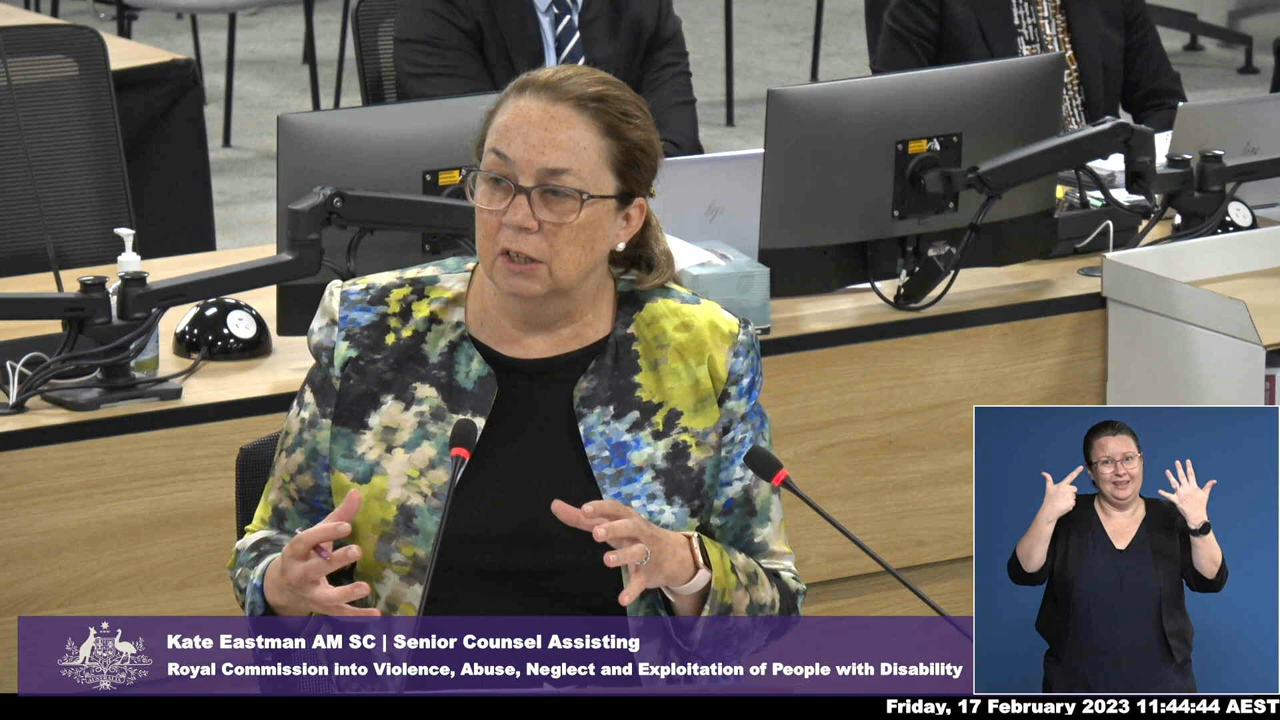 Kate Eastman AM SC | Senior Counsel Assisting
Royal Commission into Violence, Abuse, Neglect and Exploitation of People with Disability
Friday, 17 February 2023 11:44:44 AEST